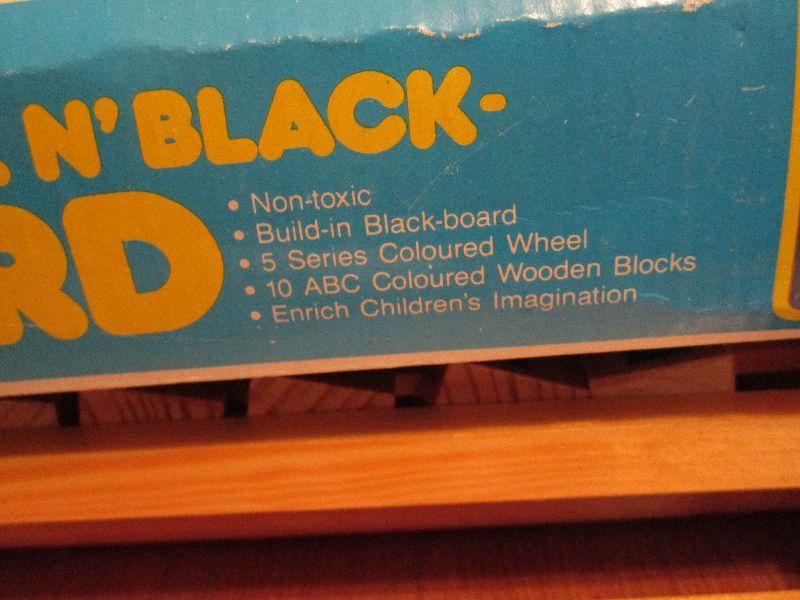 N' BLACK-
RD
• Non-toxic
• Build-in Black-board
• 5 Series Coloured Wheel
• 10 ABC Coloured Wooden Blocks
• Enrich Children's Imagination